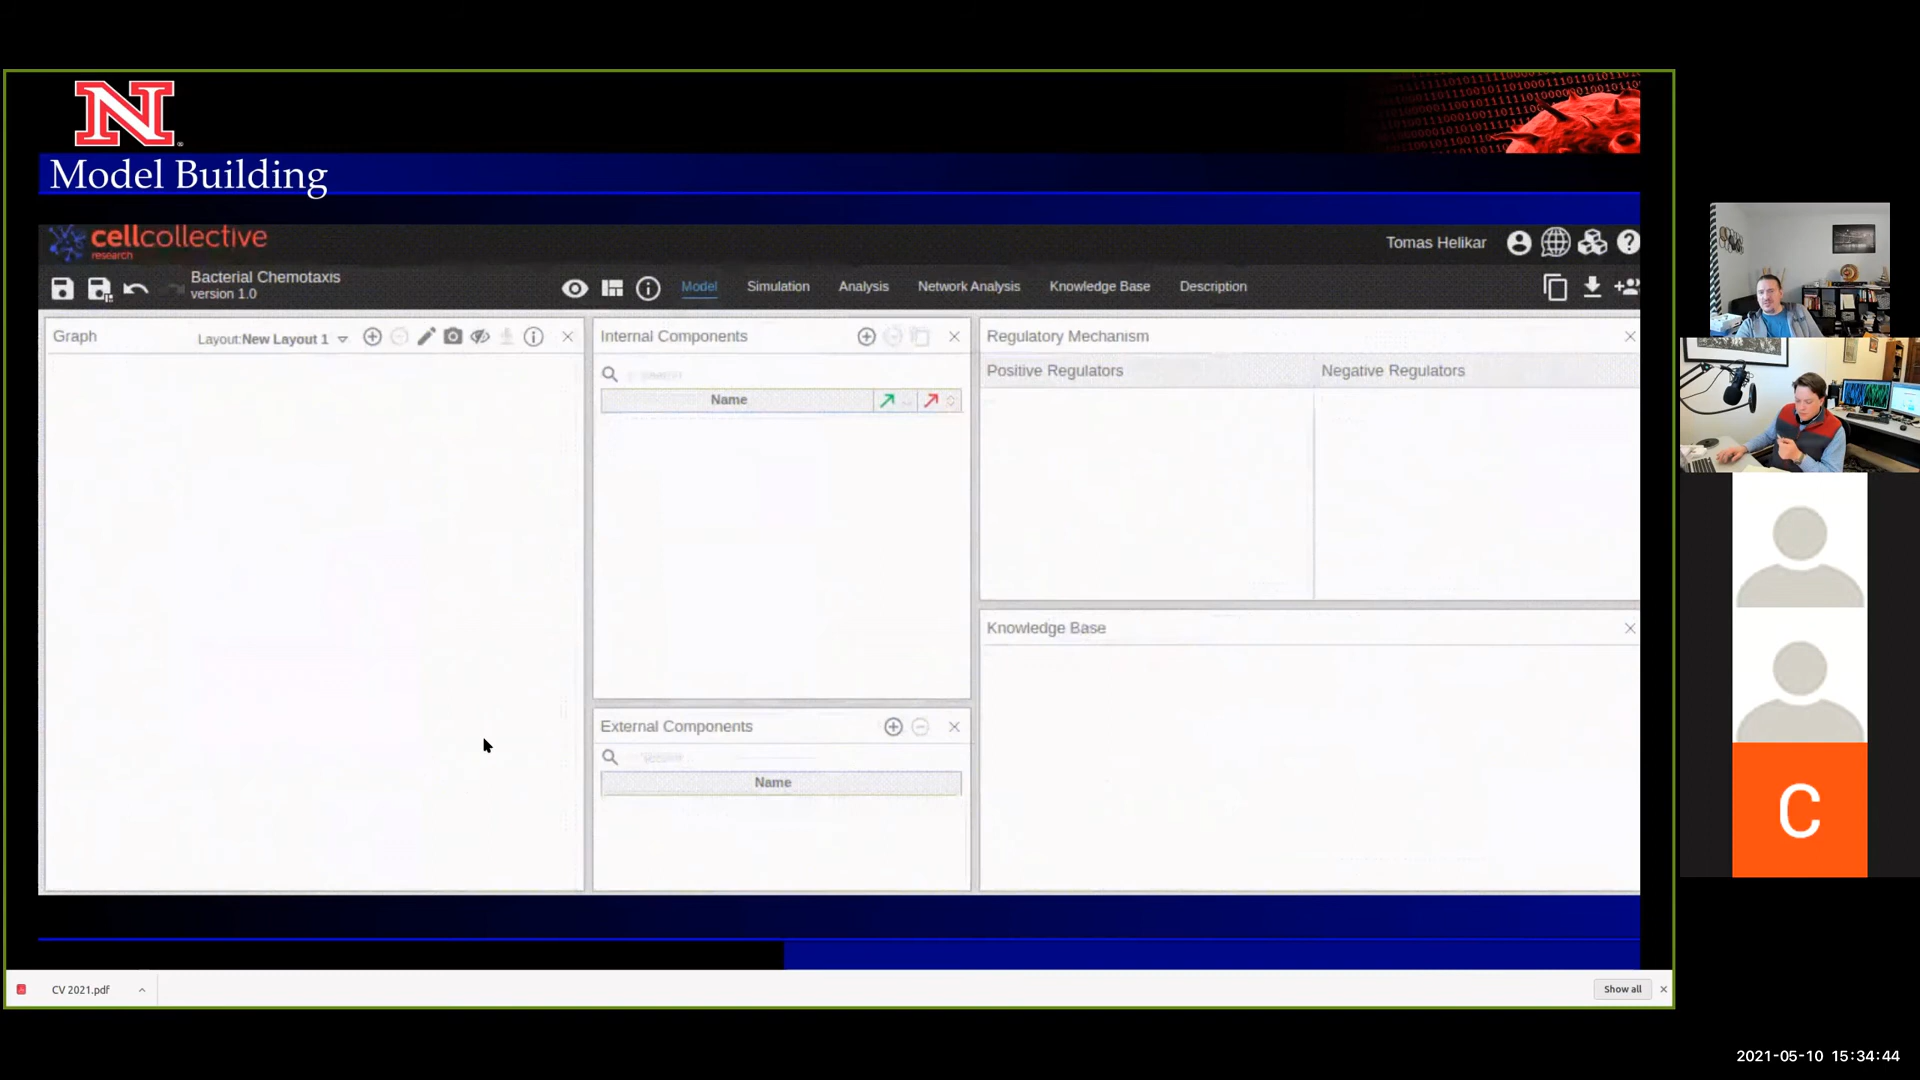 N
Model Building
cellcollective
research
Tomas Helikar
Bacterial Chemotaxis
version 1.0
Model
Simulation
Analysis
Network Analysis
Knowledge Base
Description
Graph
Layout:New Layout 1
Internal Components
Name
External Components
Name
Regulatory Mechanism
Positive Regulators
Negative Regulators
Knowledge Base
CV 2021.pdf
Show all
C
2021-05-10 15:34:44